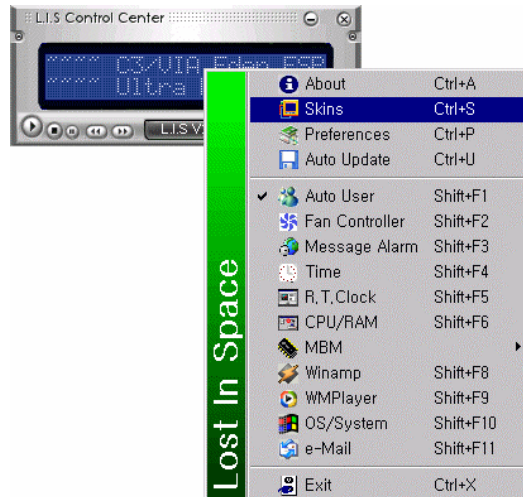 L.I.S Control Center
C3/VIA Eden ESP
Ultra
L.I.S V
Lost In Space
About Ctrl+A
Skins Ctrl+S
Preferences Ctrl+P
Auto Update Ctrl+U
Auto User Shift+F1
Fan Controller Shift+F2
Message Alarm Shift+F3
Time Shift+F4
R,T,Clock Shift+F5
CPU/RAM Shift+F6
MBM
Winamp Shift+F8
WMPlayer Shift+F9
OS/System Shift+F10
e-Mail Shift+F11
Exit Ctrl+X